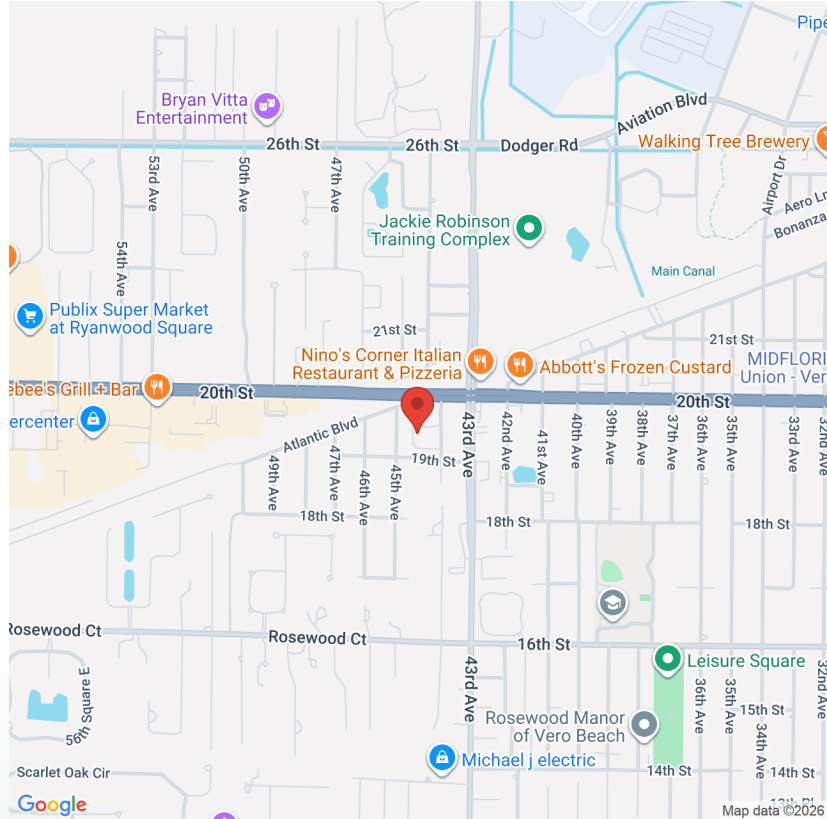 Pipe
Bryan Vitta
Entertainment
Aviation Blvd
26th St
26th St
Dodger Rd
Walking Tree Brewery
53rd Ave
50th Ave
47th Ave
Airport Dr
Aero Ln
Bonanza
Jackie Robinson
Training Complex
54th Ave
Main Canal
Publix Super Market
at Ryanwood Square
21st St
21st St
Nino's Corner Italian
Restaurant & Pizzeria
Abbott's Frozen Custard
MIDFLORI
Union - Ver
ebee's Grill + Bar
20th St
20th St
ercenter
Atlantic Blvd
43rd Ave
42nd Ave
41st Ave
40th Ave
39th Ave
38th Ave
37th Ave
36th Ave
35th Ave
33rd Ave
32nd Ave
49th Ave
47th Ave
46th Ave
45th Ave
19th St
18th St
18th St
18th St
Rosewood Ct
Rosewood Ct
16th St
Leisure Square
43rd Ave
36th Ave
35th Ave
34th Ave
32nd Ave
56th Square E
15th St
Rosewood Manor
of Vero Beach
Michael j electric
Scarlet Oak Cir
14th St
14th St
13th Pl
Google
Map data ©2026